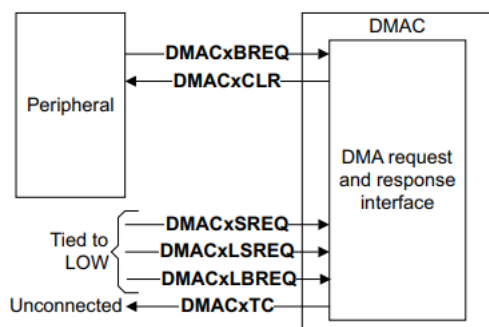 DMAC
DMACxBREQ
DMACxCLR
Peripheral
DMA request
and response
interface
DMACxSREQ
Tied to
LOW
DMACxLSREQ
DMACxLBREQ
Unconnected
DMACxTC